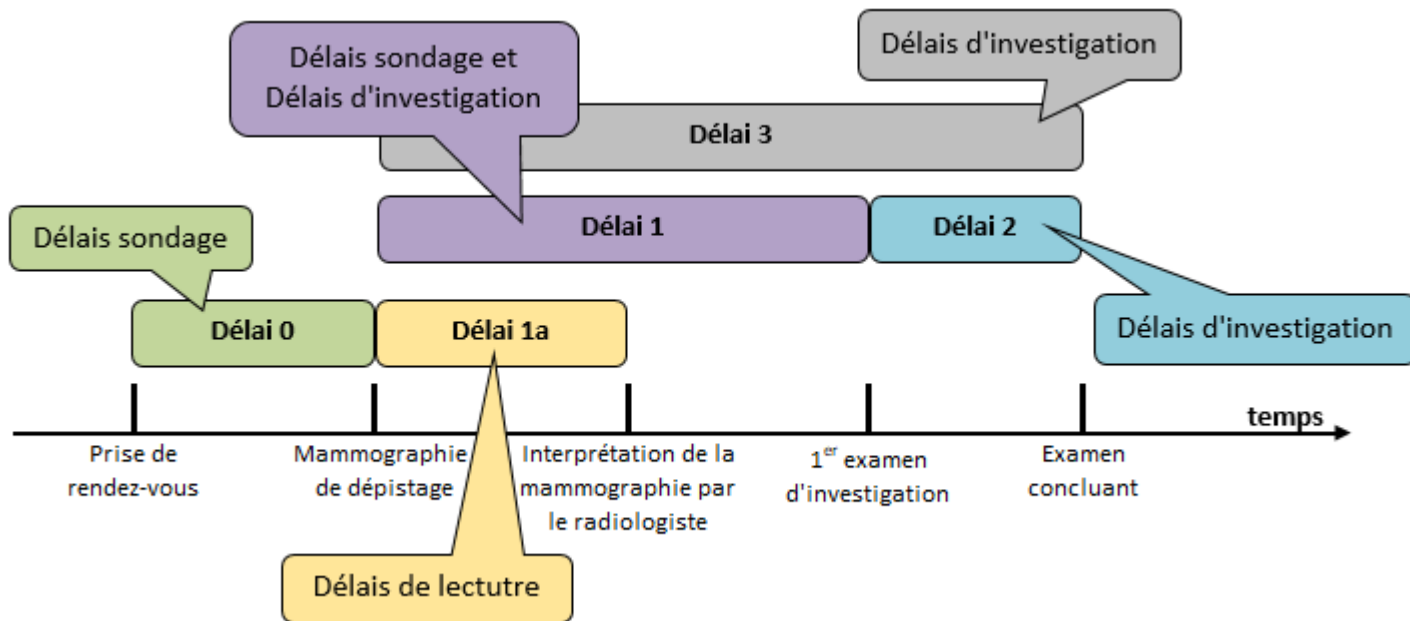 Délais sondage et
Délais d'investigation
Délais d'investigation
Délai 3
Délais sondage
Délai 1
Délai 2
Délai 0
Délai 1a
Délais d'investigation
temps
Prise de
rendez-vous
Mammographie
de dépistage
Interprétation de la
mammographie par
le radiologiste
1er examen
d'investigation
Examen
concluant
Délais de lectutre